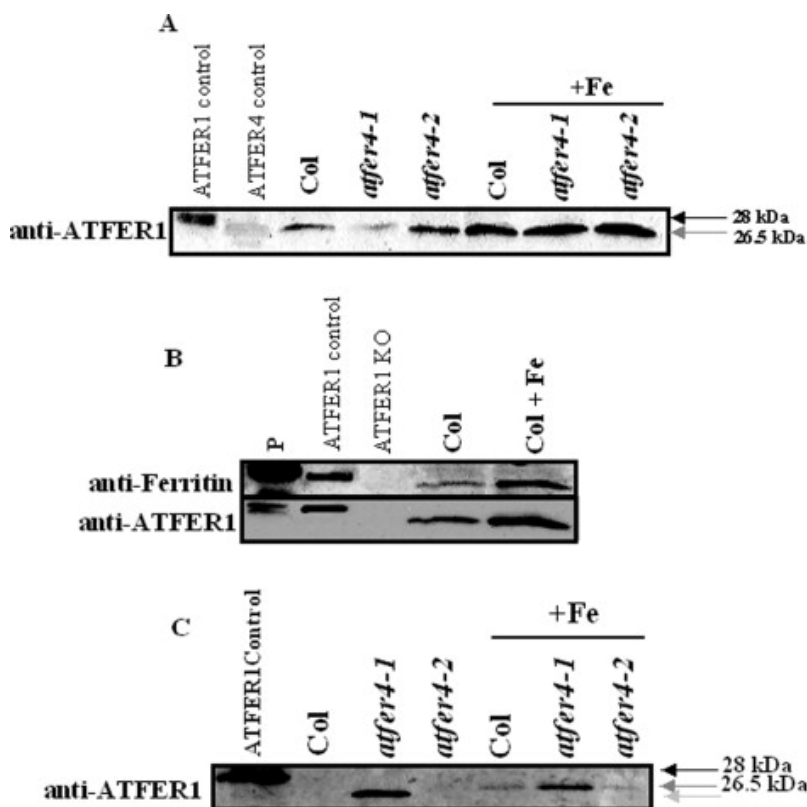 A
ATFER1 control
ATFER4 control
Col
atfer4-1
atfer4-2
+Fe
Col
atfer4-1
atfer4-2
anti-ATFER1
28 kDa
26.5 kDa
B
P
ATFER1 control
ATFER1 KO
Col
Col + Fe
anti-Ferritin
anti-ATFER1
C
ATFER1Control
Col
atfer4-1
atfer4-2
+Fe
Col
atfer4-1
atfer4-2
anti-ATFER1
28 kDa
26.5 kDa